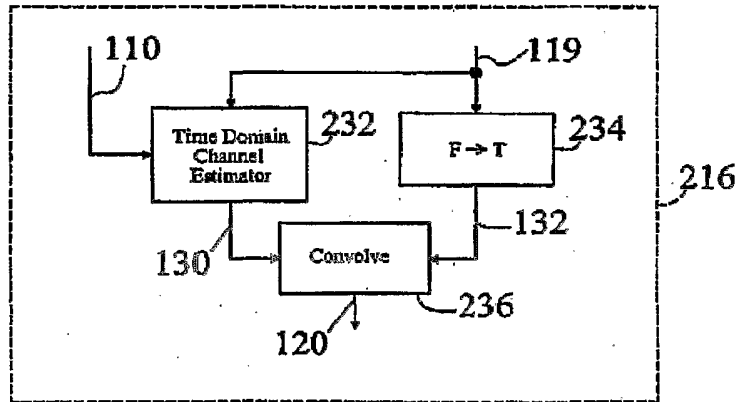 110
119
232
234
Time Domain
Channel
Estimator
F → T
216
130
132
Convolve
236
120